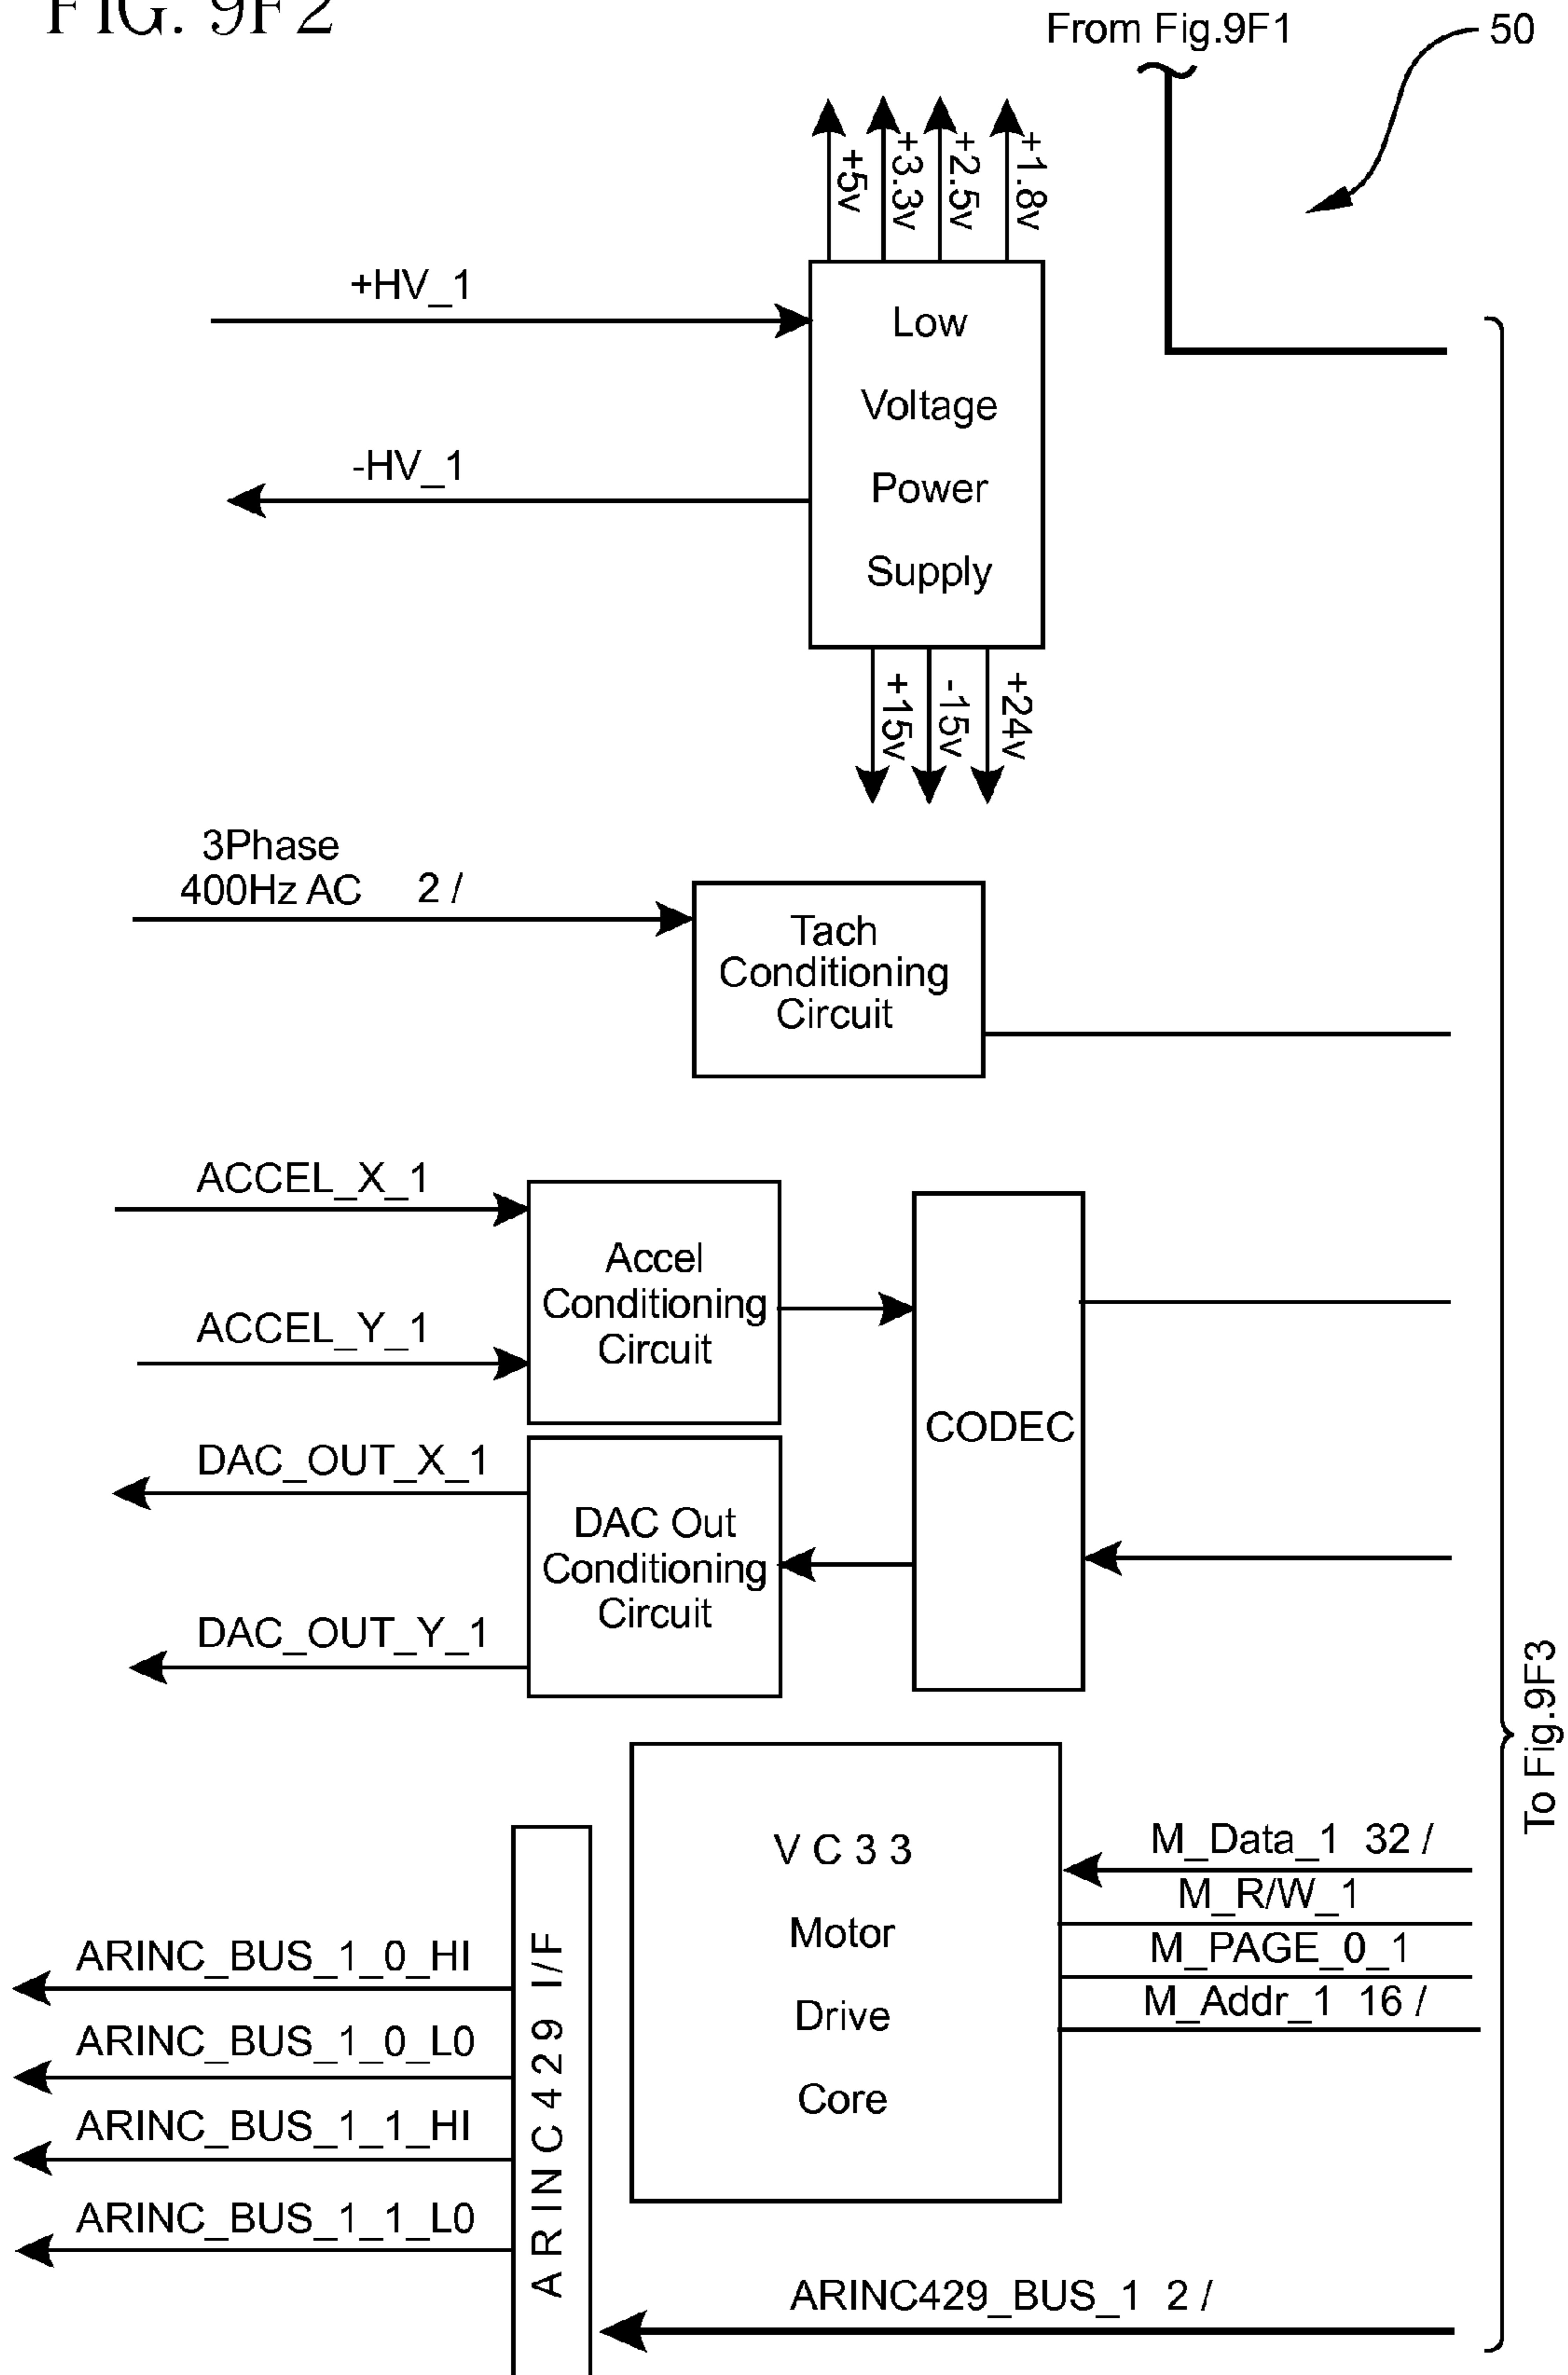 FIG. 9F2
From Fig.9F1
50
+5v
+3.3v
+2.5v
+1.8v
+HV_1
-HV_1
Low
Voltage
Power
Supply
+15v
-15v
+24v
3Phase
400Hz AC 2 /
Tach
Conditioning
Circuit
ACCEL_X_1
ACCEL_Y_1
Accel
Conditioning
Circuit
CODEC
DAC_OUT_X_1
DAC_OUT_Y_1
DAC Out
Conditioning
Circuit
To Fig.9F3
VC33
Motor
Drive
Core
M_Data_1 32 /
M_R/W_1
M_PAGE_0_1
M_Addr_1 16 /
ARINC_BUS_1_0_HI
ARINC_BUS_1_0_L0
ARINC_BUS_1_1_HI
ARINC_BUS_1_1_L0
ARINC429 I/F
ARINC429_BUS_1 2 /